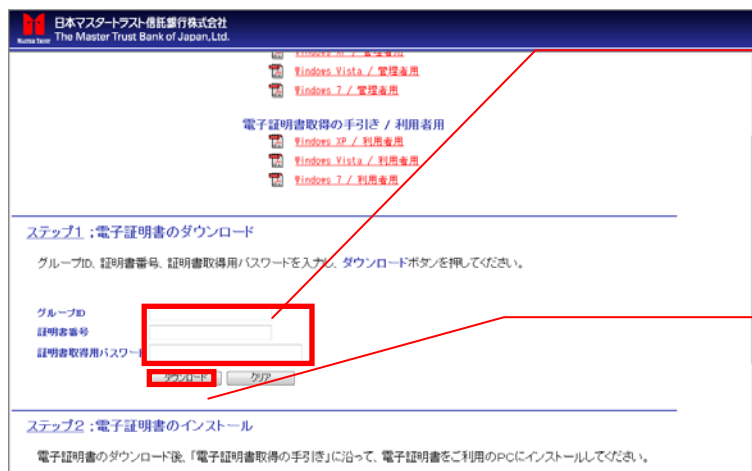 日本マスタートラスト信託銀行株式会社
The Master Trust Bank of Japan,Ltd.
Windows XP / 管理者用
Windows Vista / 管理者用
Windows 7 / 管理者用
電子証明書取得の手引き / 利用者用
Windows XP / 利用者用
Windows Vista / 利用者用
Windows 7 / 利用者用
ステップ1 ;電子証明書のダウンロード
グループID、証明書番号、証明書取得用パスワードを入力し、ダウンロードボタンを押してください。
グループID
証明書番号
証明書取得用パスワード
ダウンロード クリア
ステップ2 ;電子証明書のインストール
電子証明書のダウンロード後、「電子証明書取得の手引き」に沿って、電子証明書をご利用のPCにインストールしてください。